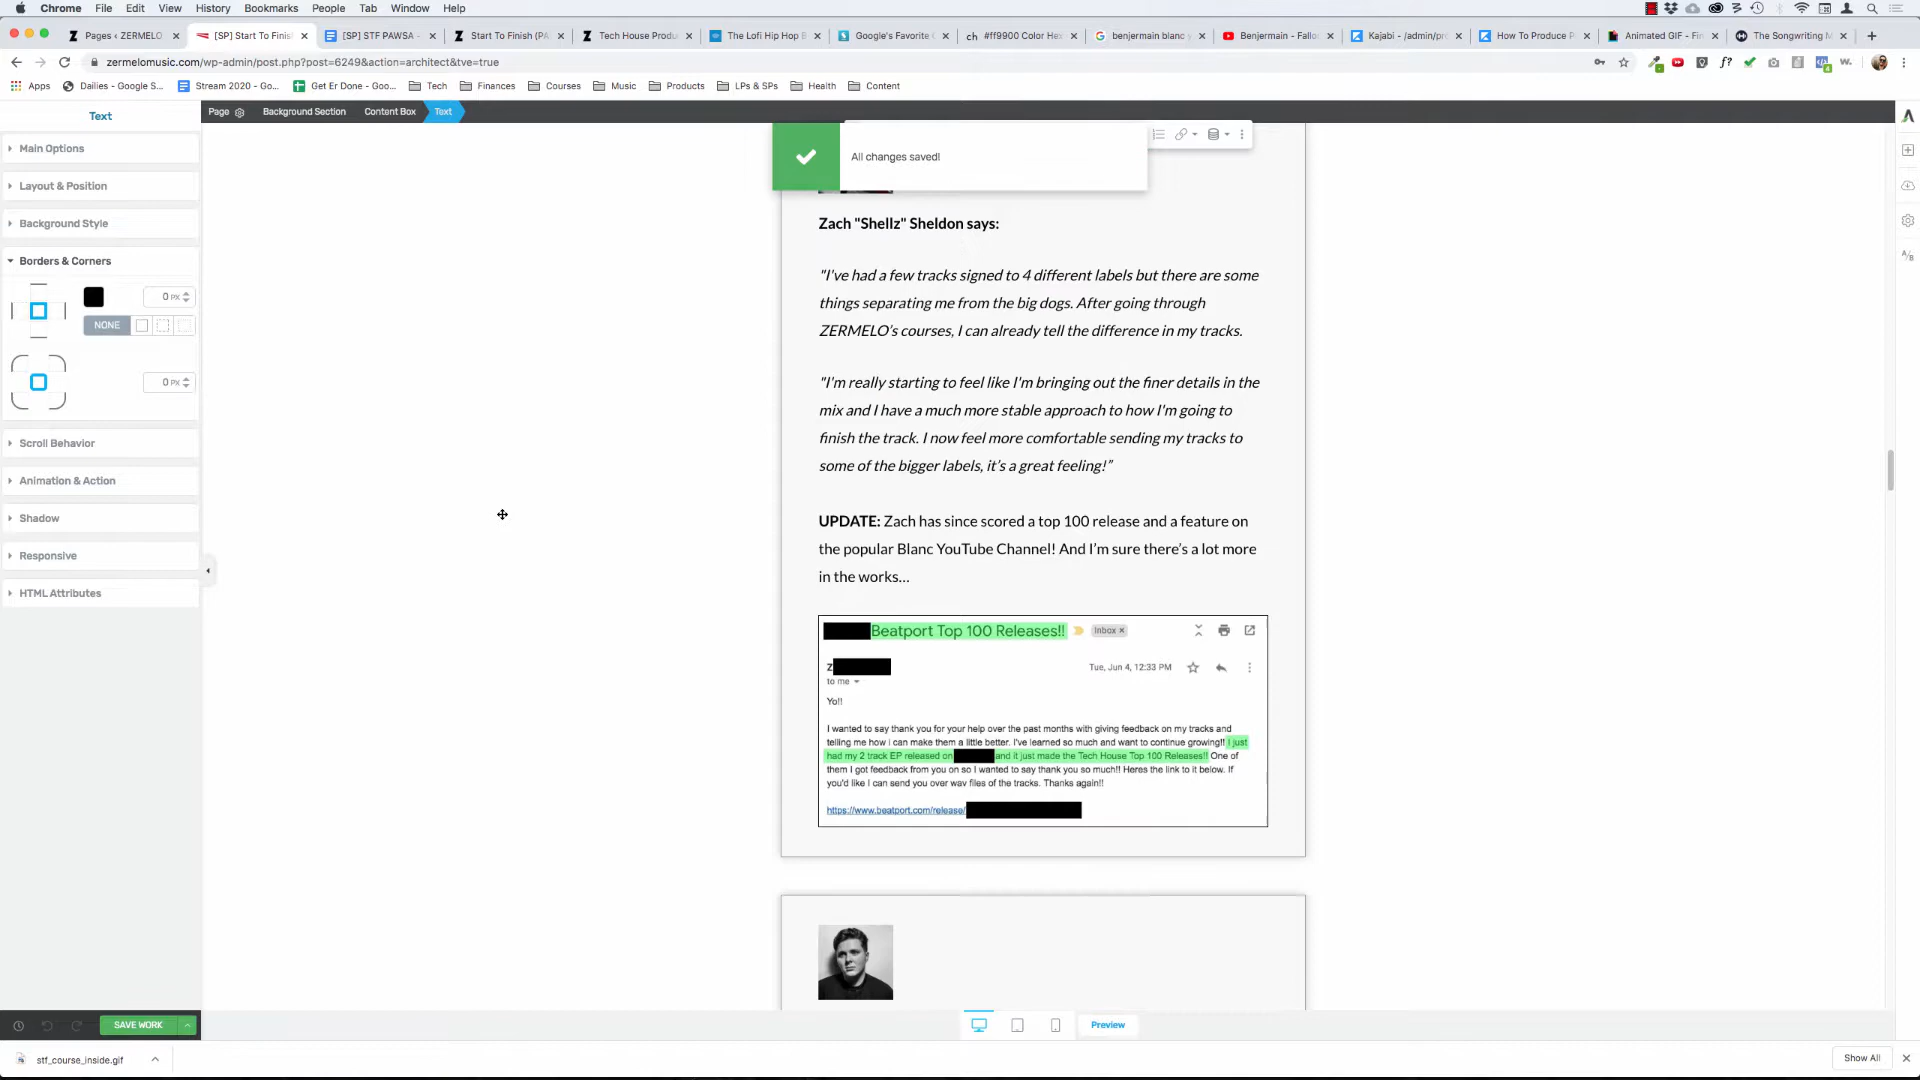 Chrome File Edit View History Bookmarks People Tab Window Help
Pages ‹ ZERMELO
[SP] Start To Finis
[SP] STF PAWSA -
Start To Finish (PA
Tech House Produ
The Lofi Hip Hop B
Google's Favorite
#ff9900 Color Hex
benjermain blanc y
Benjermain - Fallo
Kajabi - /admin/pr
How To Produce P
Animated GIF - Fin
The Songwriting M
zermelomusic.com/wp-admin/post.php?post=6249&action=architect&tve=true
Apps Dailies - Google S... Stream 2020 - Go... Get Er Done - Goo... Tech Finances Courses Music Products LPs & SPs Health Content
Text
Page Background Section Content Box Text
Main Options
Layout & Position
Background Style
Borders & Corners
0 PX
NONE
0 PX
Scroll Behavior
Animation & Action
Shadow
Responsive
HTML Attributes
All changes saved!
Zach "Shellz" Sheldon says:
"I've had a few tracks signed to 4 different labels but there are some
things separating me from the big dogs. After going through
ZERMELO's courses, I can already tell the difference in my tracks.
"I'm really starting to feel like I'm bringing out the finer details in the
mix and I have a much more stable approach to how I'm going to
finish the track. I now feel more comfortable sending my tracks to
some of the bigger labels, it's a great feeling!”
UPDATE: Zach has since scored a top 100 release and a feature on
the popular Blanc YouTube Channel! And I’m sure there’s a lot more
in the works…
Beatport Top 100 Releases!! Inbox ×
Z
Tue, Jun 4, 12:33 PM
to me
Yo!!
I wanted to say thank you for your help over the past months with giving feedback on my tracks and
telling me how i can make them a little better. I've learned so much and want to continue growing!! I just
had my 2 track EP released on and it just made the Tech House Top 100 Releases!! One of
them I got feedback from you on so I wanted to say thank you so much!! Heres the link to it below. If
you'd like I can send you over wav files of the tracks. Thanks again!!
https://www.beatport.com/release/
SAVE WORK
Preview
stf_course_inside.gif
Show All